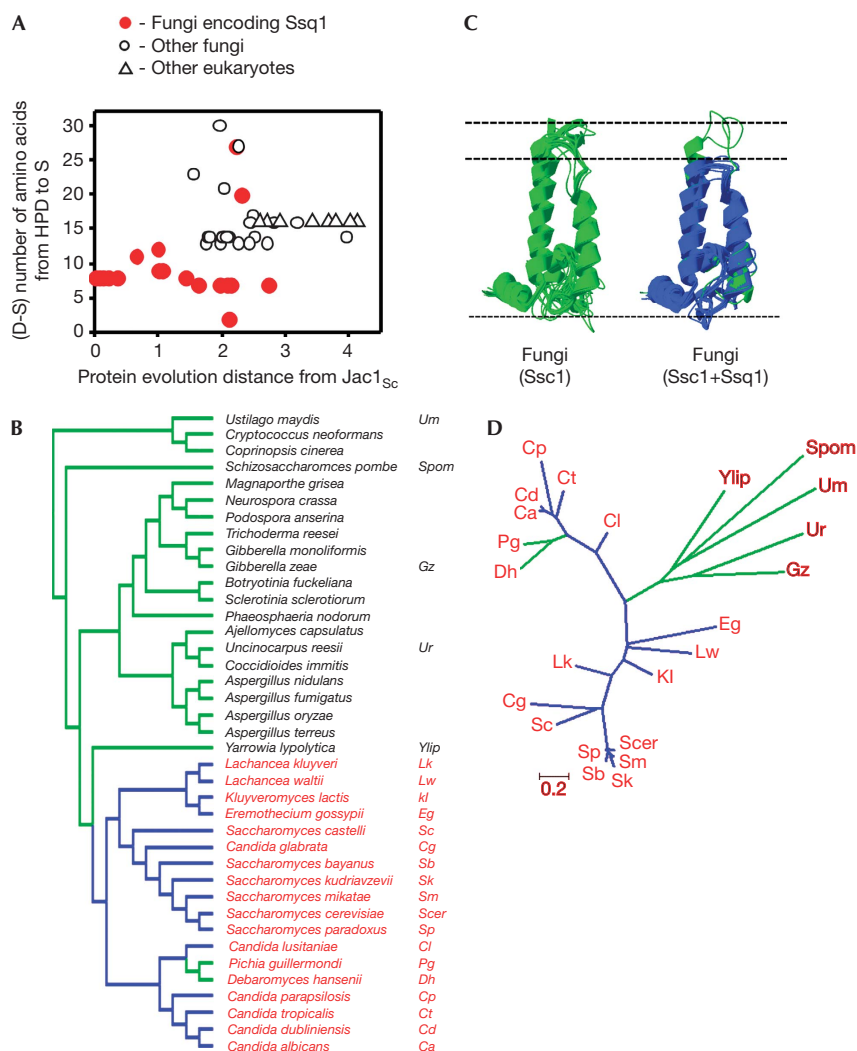 A
- Fungi encoding Ssq1
- Other fungi
- Other eukaryotes
(D-S) number of amino acids
from HPD to S
30
25
20
15
10
5
0
0 1 2 3 4
Protein evolution distance from Jac1Sc
C
Fungi
(Ssc1)
Fungi
(Ssc1+Ssq1)
B
Ustilago maydis Um
Cryptococcus neoformans
Coprinopsis cinerea
Schizosaccharomces pombe Spom
Magnaporthe grisea
Neurospora crassa
Podospora anserina
Trichoderma reesei
Gibberella monoliformis
Gibberella zeae Gz
Botryotinia fuckeliana
Sclerotinia sclerotiorum
Phaeosphaeria nodorum
Ajellomyces capsulatus
Uncinocarpus reesii Ur
Coccidioides immitis
Aspergillus nidulans
Aspergillus fumigatus
Aspergillus oryzae
Aspergillus terreus
Yarrowia lypolytica Ylip
Lachancea kluyveri Lk
Lachancea waltii Lw
Kluyveromyces lactis kl
Eremothecium gossypii Eg
Saccharomyces castelli Sc
Candida glabrata Cg
Saccharomyces bayanus Sb
Saccharomyces kudriavzevii Sk
Saccharomyces mikatae Sm
Saccharomyces cerevisiae Scer
Saccharomyces paradoxus Sp
Candida lusitaniae Cl
Pichia guillermondi Pg
Debaromyces hansenii Dh
Candida parapsilosis Cp
Candida tropicalis Ct
Candida dubliniensis Cd
Candida albicans Ca
D
Cp
Ct
Cd
Ca
Cl
Pg
Dh
Ylip
Spom
Um
Ur
Gz
Eg
Lw
Kl
Lk
Cg
Sc
Sp Scer
Sm
Sb Sk
0.2